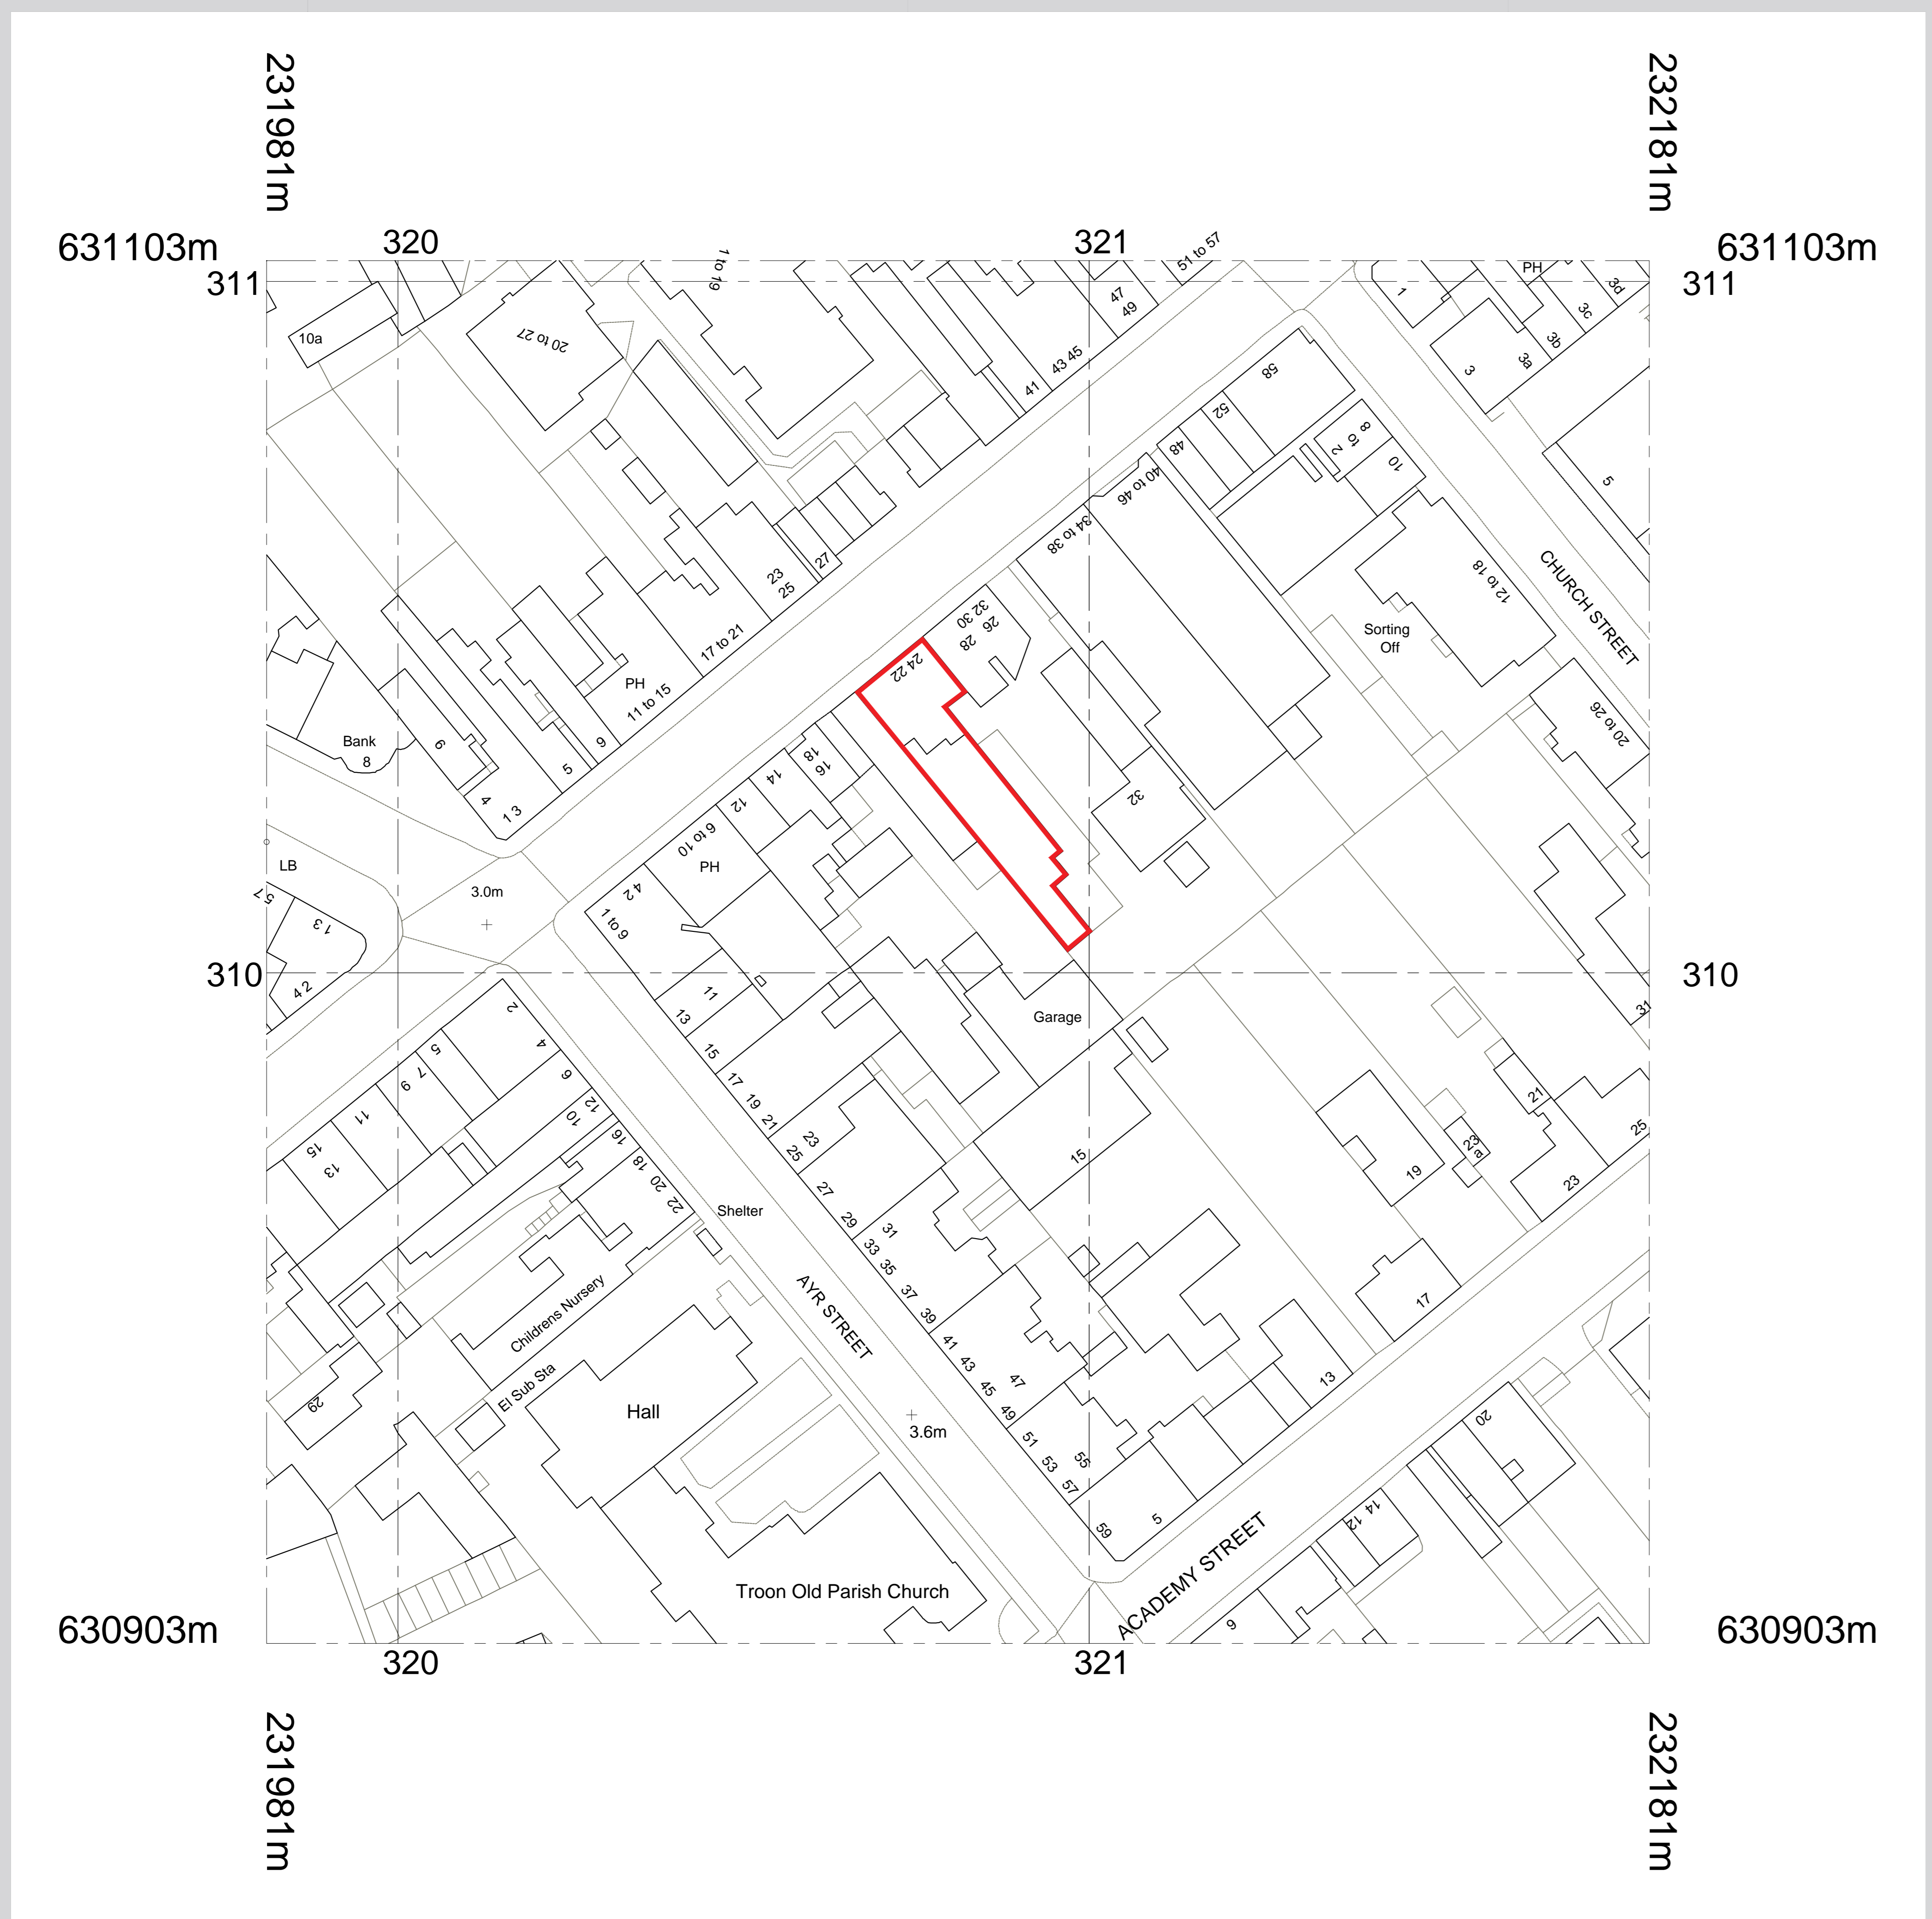 231981m
232181m
631103m
320
321
631103m
311
311
51 to 57
1 to 19
PH
47
49
1
3d
3c
10a
20 to 27
43 45
3b
3a
3
41
58
52
8
to
2
48
10
40 to 46
5
34 to 38
27
23
25
12 to 18
CHURCH STREET
32
30
26
28
Sorting
Off
17 to 21
24 22
PH
11 to 15
20 to 26
Bank
8
9
9
18
16
5
14
4
1 3
12
32
6 to 10
PH
LB
3.0m
57
4 2
1 3
1 to 9
310
310
4 2
11
2
13
Garage
31
4
5
15
7
9
6
17
21
12
10
19
11
21
16
23
25
15
13
25
18
15
23a
19
20
23
27
22
Shelter
29
31
33
35
AYR STREET
37
17
Childrens Nursery
39
41
43
45
47
13
El Sub Sta
29
Hall
49
20
3.6m
51
53
55
57
14
12
59
5
ACADEMY STREET
Troon Old Parish Church
9
630903m
630903m
320
321
231981m
232181m